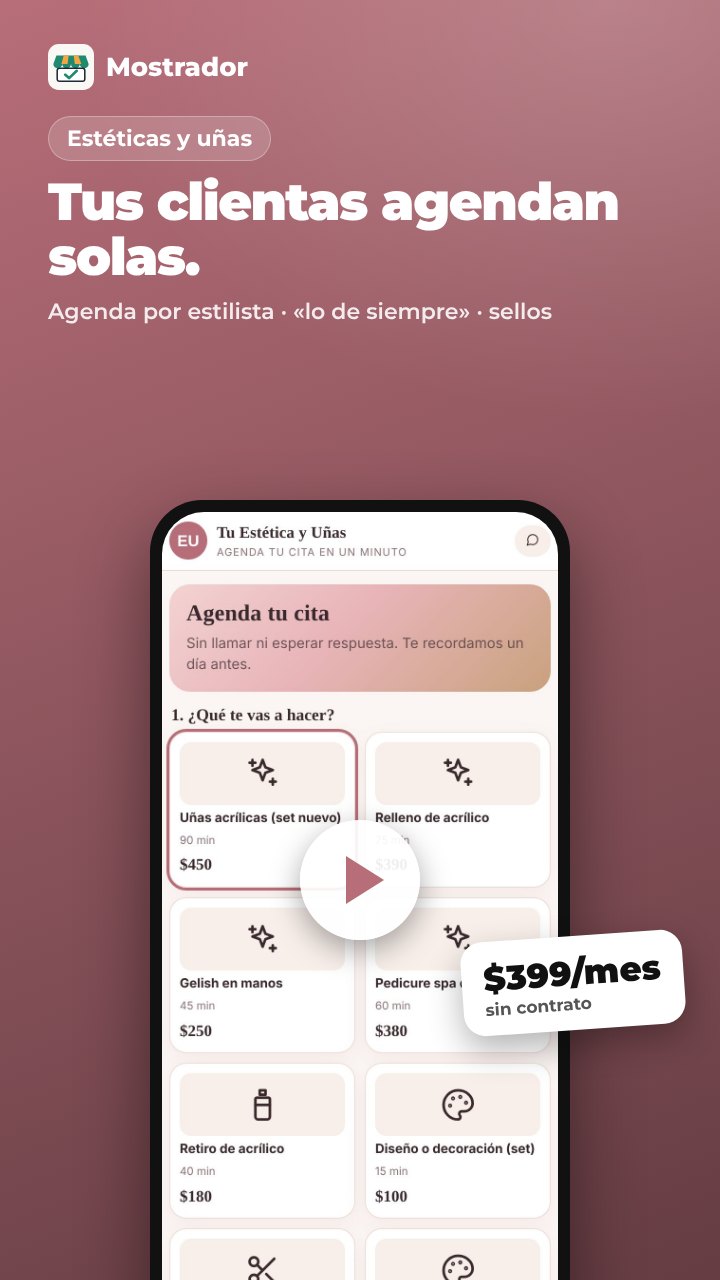 Mostrador
Estéticas y uñas
Tus clientas agendan
solas.
Agenda por estilista · «lo de siempre» · sellos
EU
Tu Estética y Uñas
AGENDA TU CITA EN UN MINUTO
Agenda tu cita
Sin llamar ni esperar respuesta. Te recordamos un
día antes.
1. ¿Qué te vas a hacer?
Uñas acrílicas (set nuevo)
90 min
$450
Relleno de acrílico
75 min
$390
Gelish en manos
45 min
$250
Pedicure spa
60 min
$380
$399/mes
sin contrato
Retiro de acrílico
40 min
$180
Diseño o decoración (set)
15 min
$100